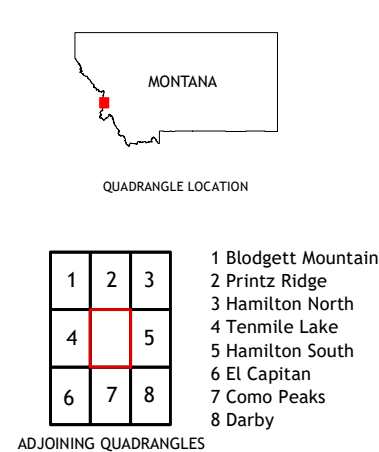 MONTANA
QUADRANGLE LOCATION
1 2 3
4 5
6 7 8
1 Blodgett Mountain
2 Printz Ridge
3 Hamilton North
4 Tenmile Lake
5 Hamilton South
6 El Capitan
7 Como Peaks
8 Darby
ADJOINING QUADRANGLES